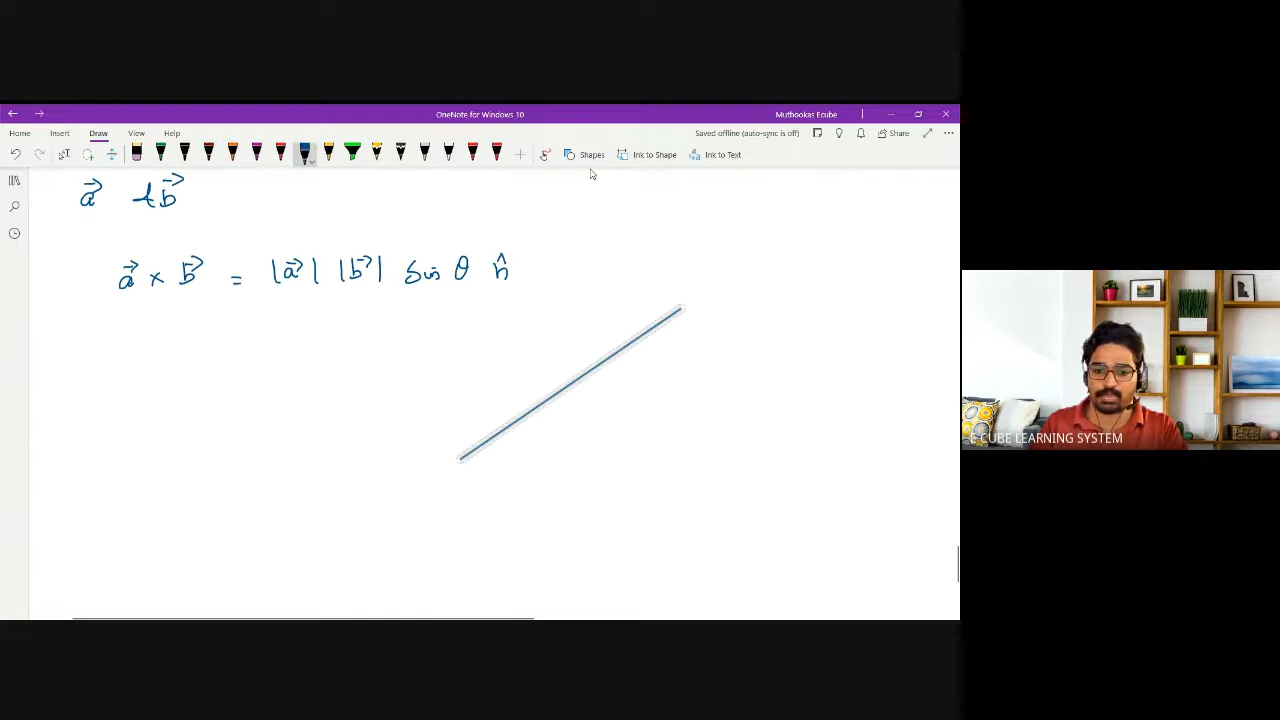 OneNote for Windows 10
Muthookas Ecube
Home Insert Draw View Help
Saved offline (auto-sync is off)
Share
Shapes
Ink to Shape
Ink to Text
a⃗ & b⃗
a⃗ × b⃗ = |a⃗| |b⃗| Sin θ n̂
E CUBE LEARNING SYSTEM